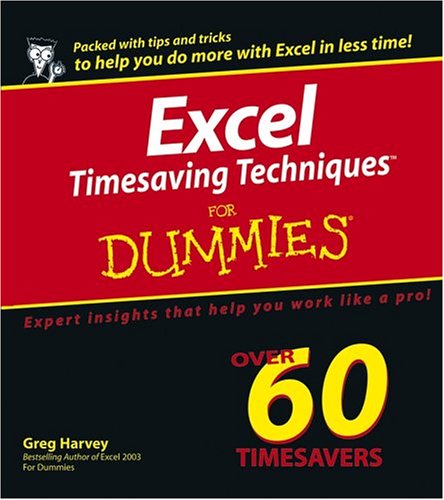 Packed with tips and tricks
to help you do more with Excel in less time!
Excel
Timesaving Techniques™
FOR
DUMMIES®
Expert insights that help you work like a pro!
OVER
60
TIMESAVERS
Greg Harvey
Bestselling Author of Excel 2003
For Dummies